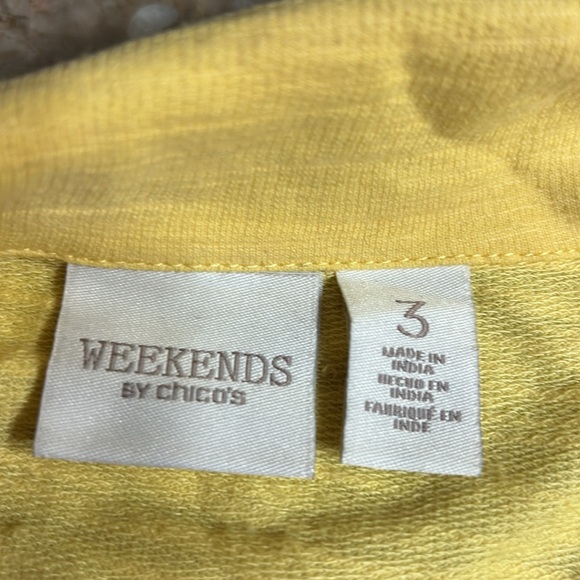 WEEKENDS
BY chico's
3
MADE IN
INDIA
HECHO EN
INDIA
FABRIQUÉ EN
INDE